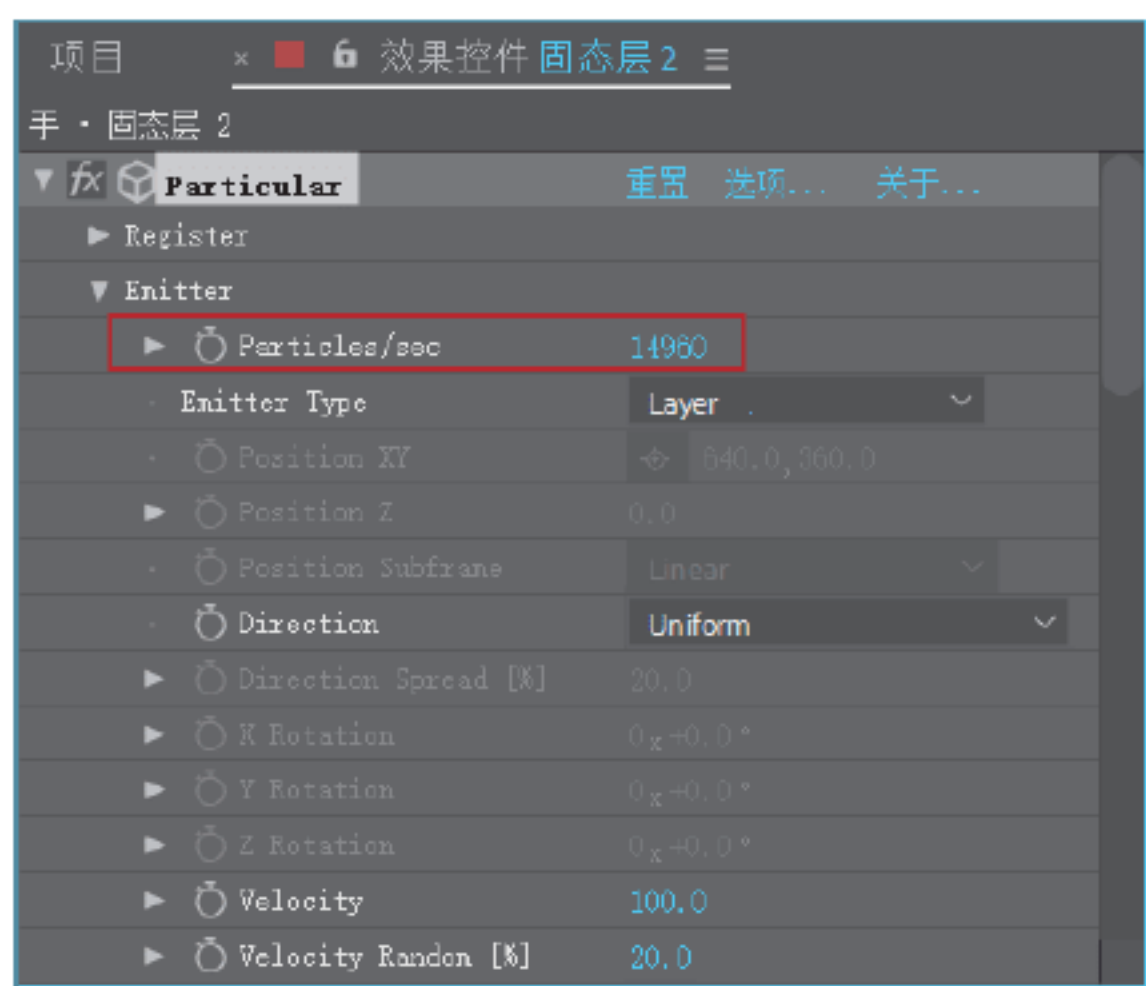 项目 × 效果控件 固态层 2 ≡
手 · 固态层 2
fx Particular 重置 选项... 关于...
Register
Emitter
Particles/sec 14960
Emitter Type Layer
Position XY 640.0,360.0
Position Z 0.0
Position Subframe Linear
Direction Uniform
Direction Spread [%] 20.0
X Rotation 0x+0.0°
Y Rotation 0x+0.0°
Z Rotation 0x+0.0°
Velocity 100.0
Velocity Random [%] 20.0